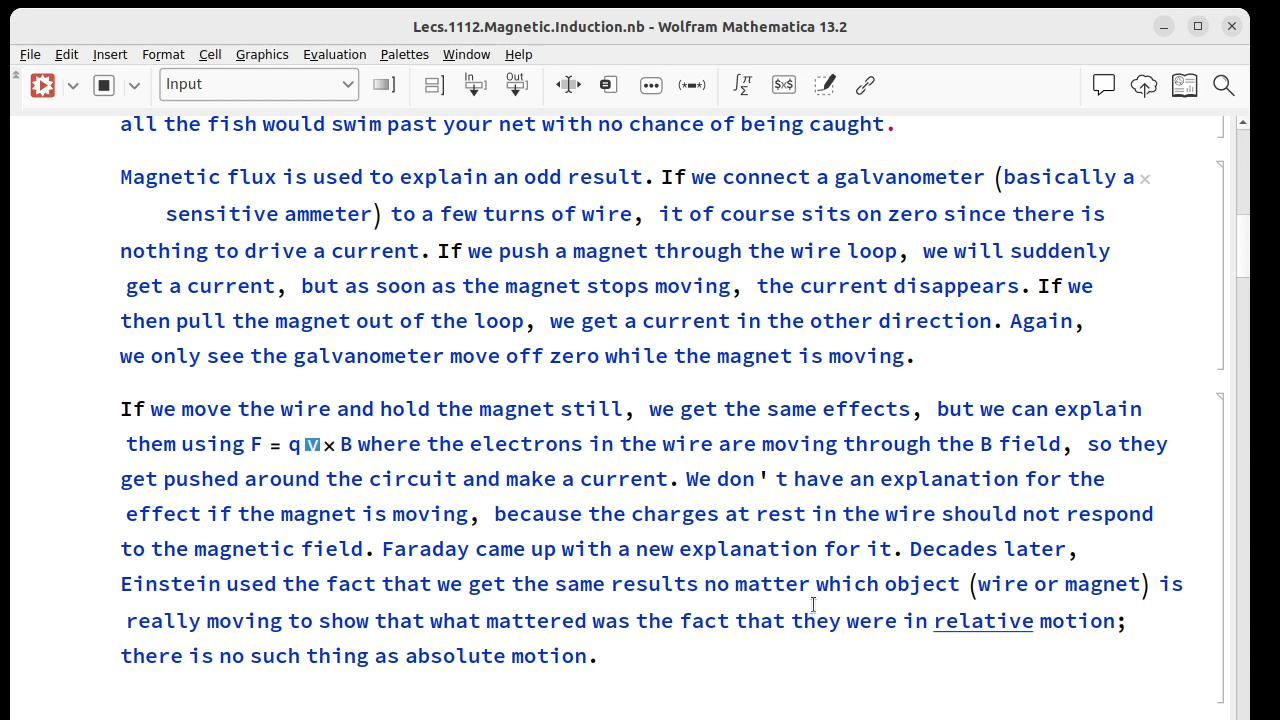 Lecs.1112.Magnetic.Induction.nb - Wolfram Mathematica 13.2
File Edit Insert Format Cell Graphics Evaluation Palettes Window Help
Input In Out (*▪*) ∫π Σ $x$
all the fish would swim past your net with no chance of being caught.
Magnetic flux is used to explain an odd result. If we connect a galvanometer (basically a ×
sensitive ammeter) to a few turns of wire, it of course sits on zero since there is
nothing to drive a current. If we push a magnet through the wire loop, we will suddenly
get a current, but as soon as the magnet stops moving, the current disappears. If we
then pull the magnet out of the loop, we get a current in the other direction. Again,
we only see the galvanometer move off zero while the magnet is moving.
If we move the wire and hold the magnet still, we get the same effects, but we can explain
them using F = q V × B where the electrons in the wire are moving through the B field, so they
get pushed around the circuit and make a current. We don ' t have an explanation for the
effect if the magnet is moving, because the charges at rest in the wire should not respond
to the magnetic field. Faraday came up with a new explanation for it. Decades later,
Einstein used the fact that we get the same results no matter which object (wire or magnet) is
really moving to show that what mattered was the fact that they were in relative motion;
there is no such thing as absolute motion.